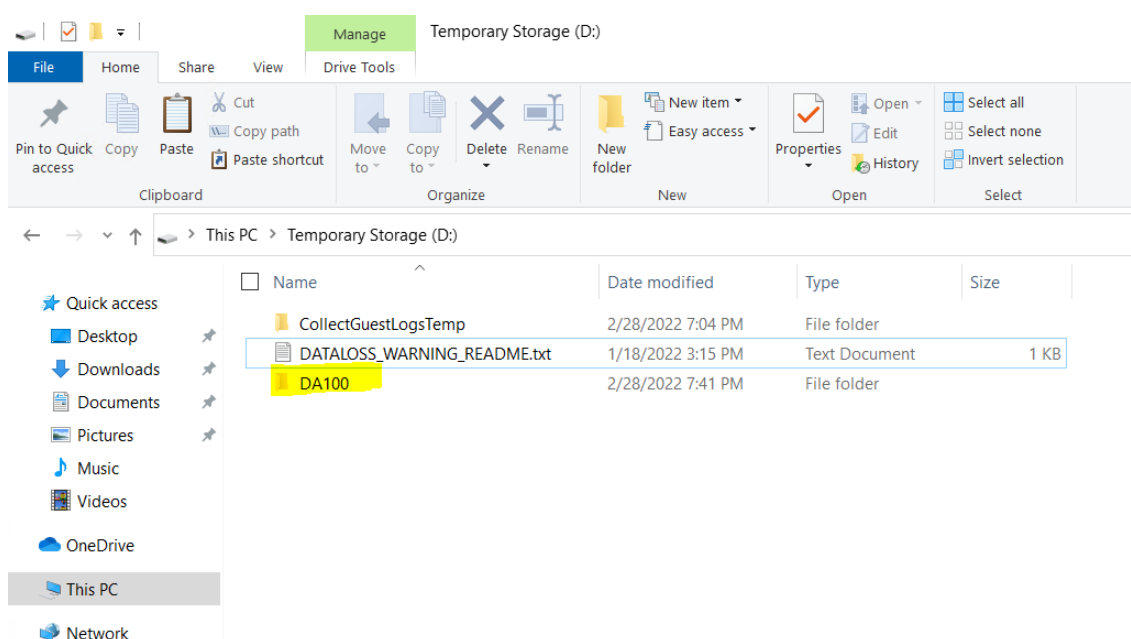 Manage
Temporary Storage (D:)
File
Home
Share
View
Drive Tools
Pin to Quick access
Copy
Paste
Cut
Copy path
Paste shortcut
Move to
Copy to
Delete
Rename
New folder
New item
Easy access
Properties
Open
Edit
History
Select all
Select none
Invert selection
Clipboard
Organize
New
Open
Select
This PC > Temporary Storage (D:)
Name Date modified Type Size
CollectGuestLogsTemp 2/28/2022 7:04 PM File folder
DATALOSS_WARNING_README.txt 1/18/2022 3:15 PM Text Document 1 KB
DA100 2/28/2022 7:41 PM File folder
Quick access
Desktop
Downloads
Documents
Pictures
Music
Videos
OneDrive
This PC
Network